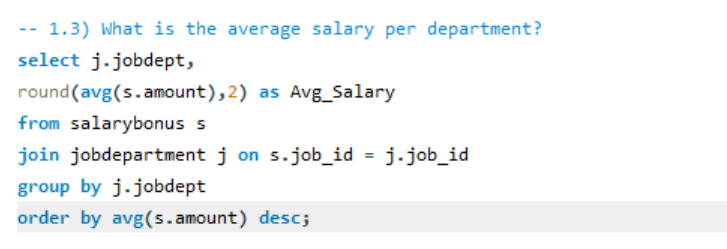 -- 1.3) What is the average salary per department?
select j.jobdept,
round(avg(s.amount),2) as Avg_Salary
from salarybonus s
join jobdepartment j on s.job_id = j.job_id
group by j.jobdept
order by avg(s.amount) desc;